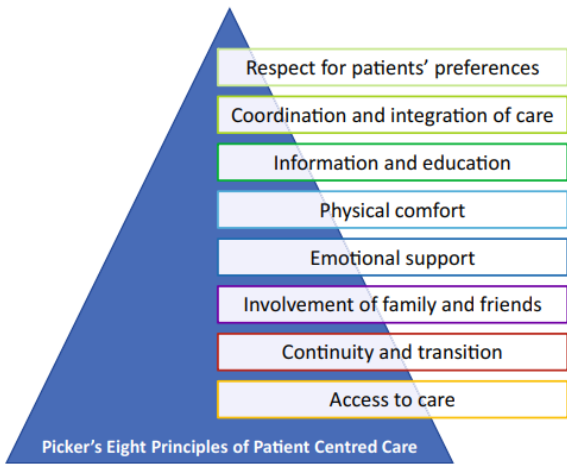 Respect for patients' preferences
Coordination and integration of care
Information and education
Physical comfort
Emotional support
Involvement of family and friends
Continuity and transition
Access to care
Picker's Eight Principles of Patient Centred Care